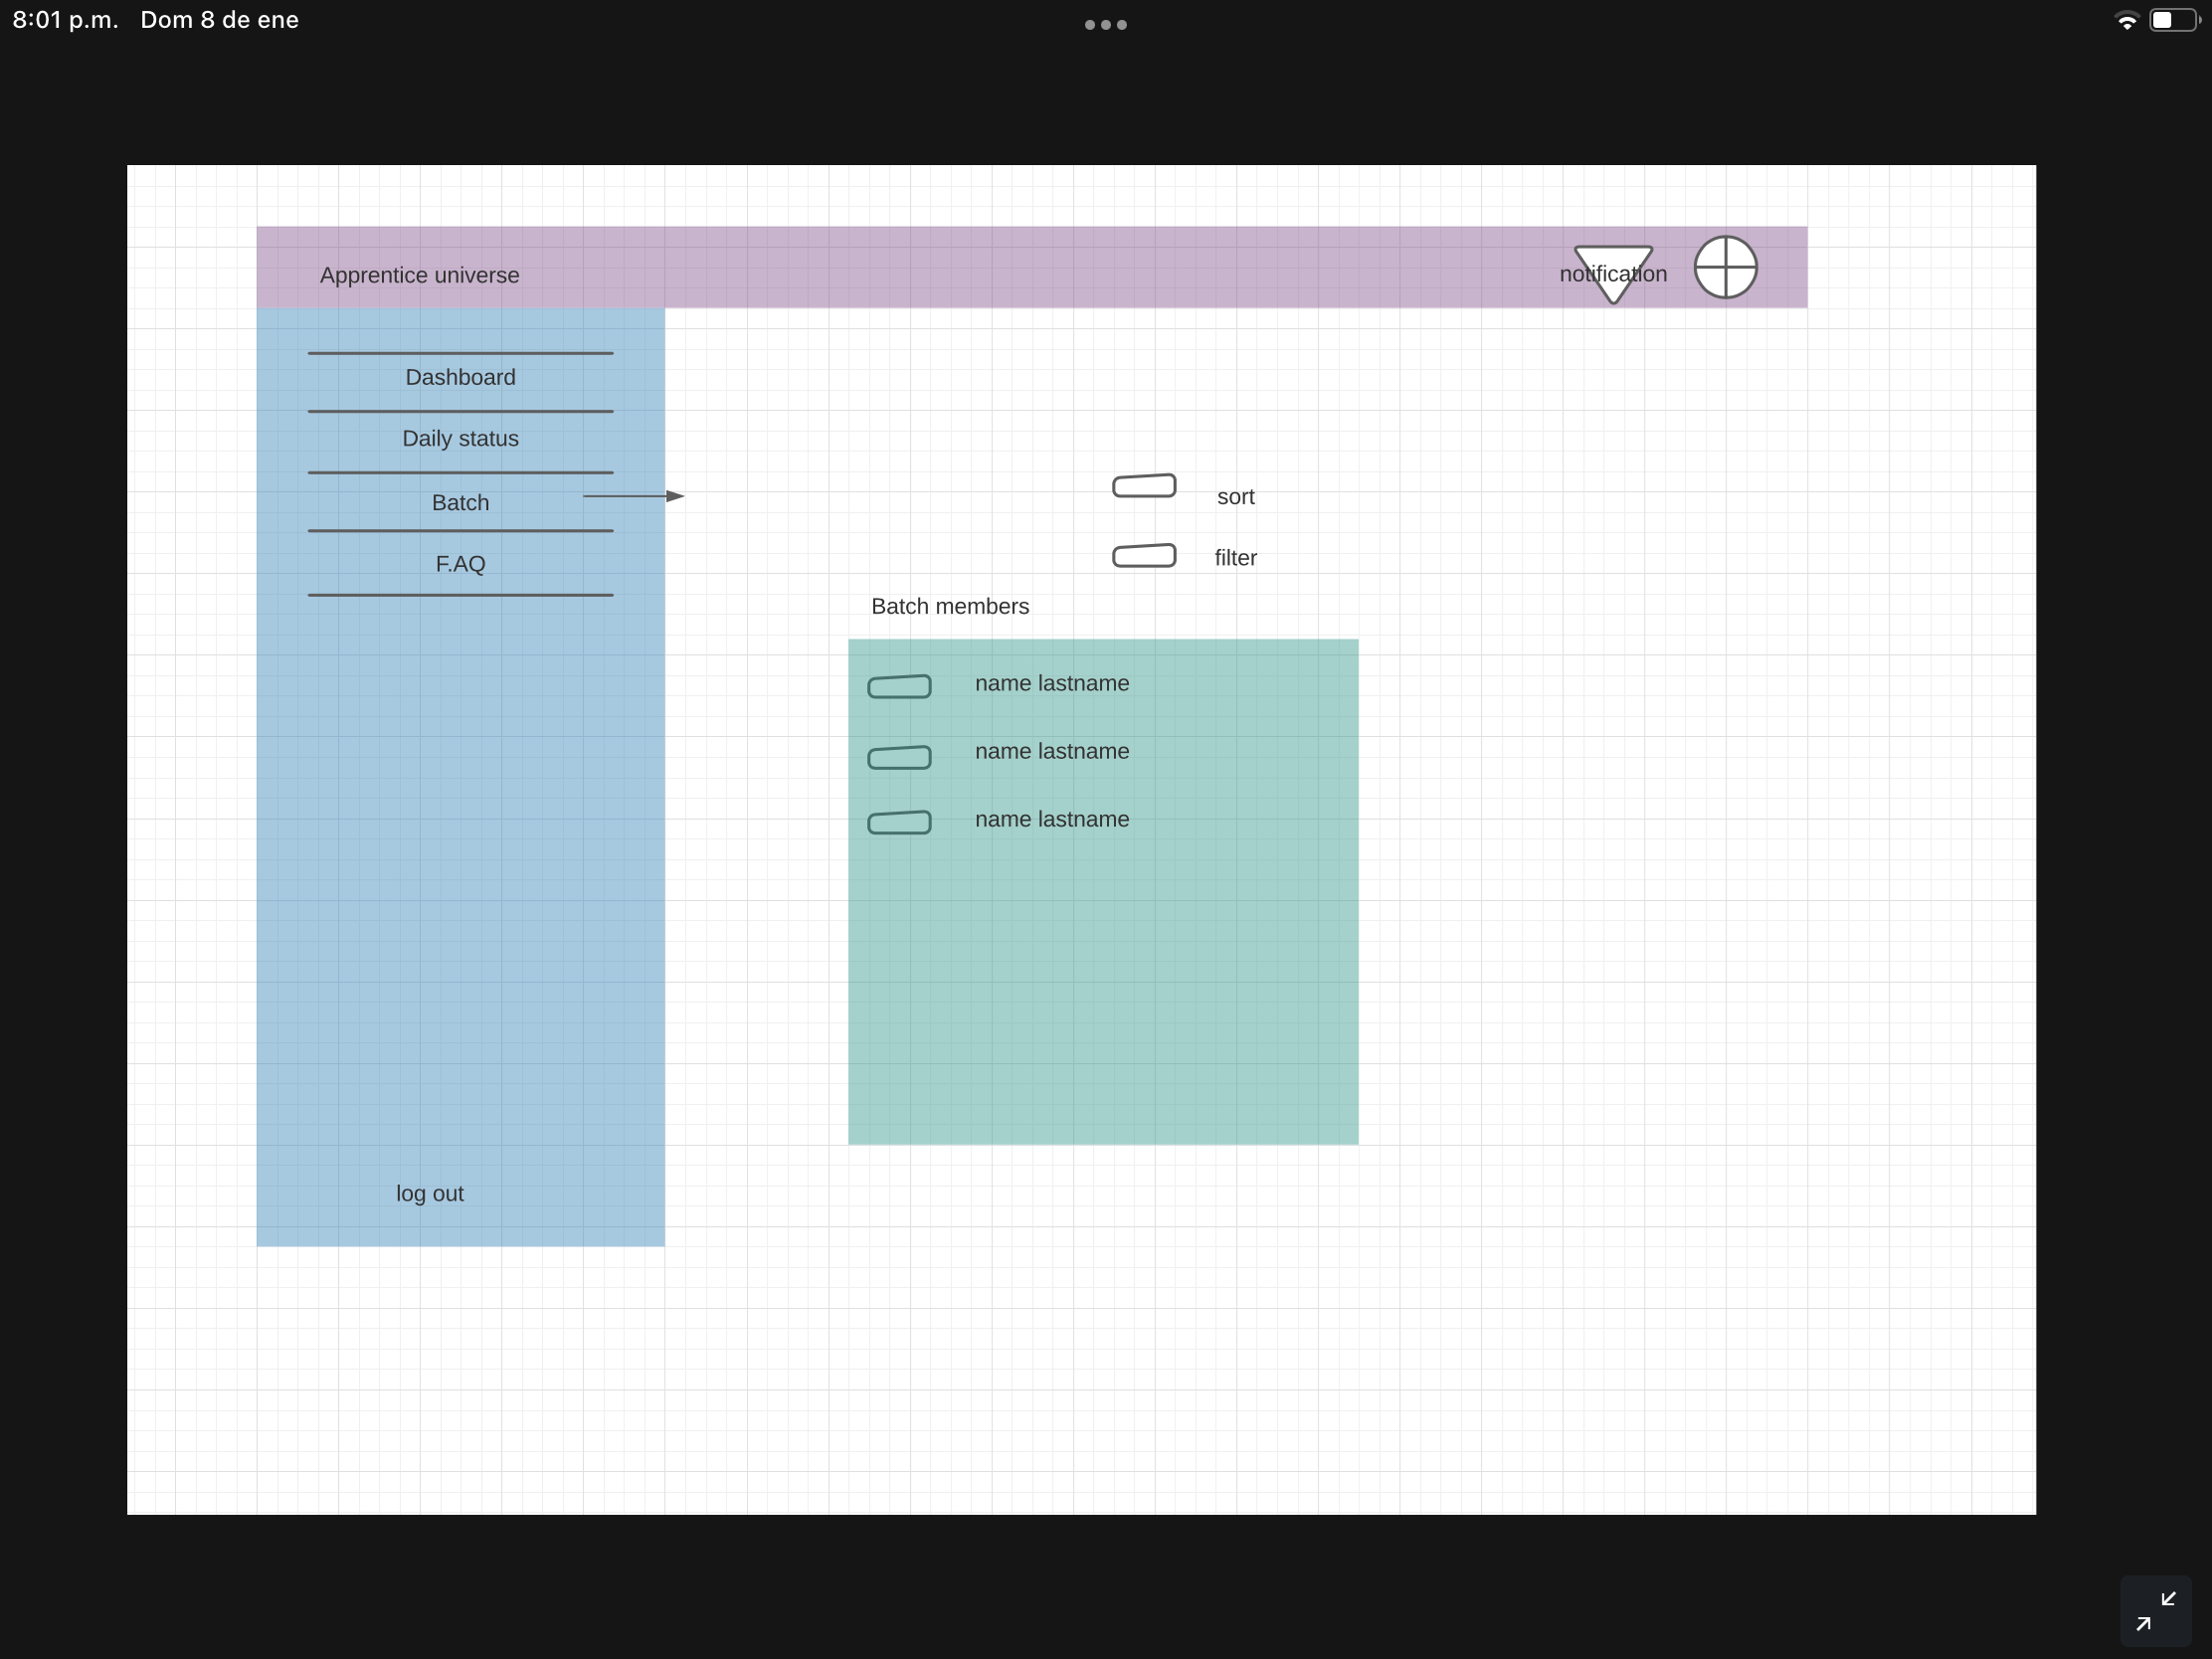 8:01 p.m. Dom 8 de ene
Apprentice universe
notification
Dashboard
Daily status
Batch
F.AQ
log out
sort
filter
Batch members
name lastname
name lastname
name lastname